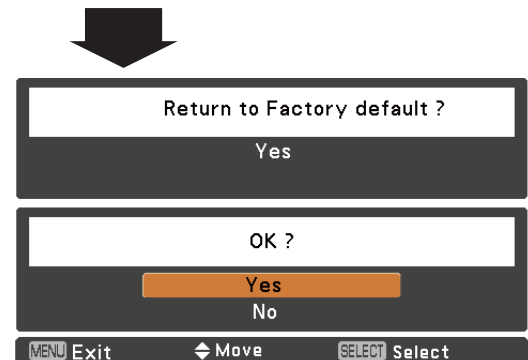 Return to Factory default ?
Yes
OK ?
Yes
No
MENU Exit Move SELECT Select